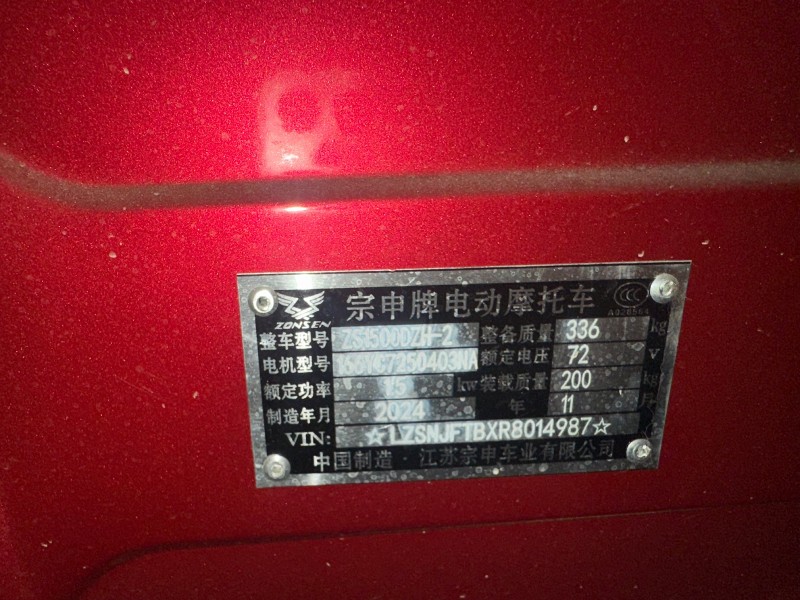 宗申牌电动摩托车
ZONSEN
整车型号 ZS1500DZH-2 整备质量 336 kg
电机型号 额定电压 72 V
额定功率 1.5 kw 装载质量 200 kg
制造年月 2024 年 11 月
VIN: ☆LZSNJFTBXR8014987☆
中国制造·江苏宗申车业有限公司